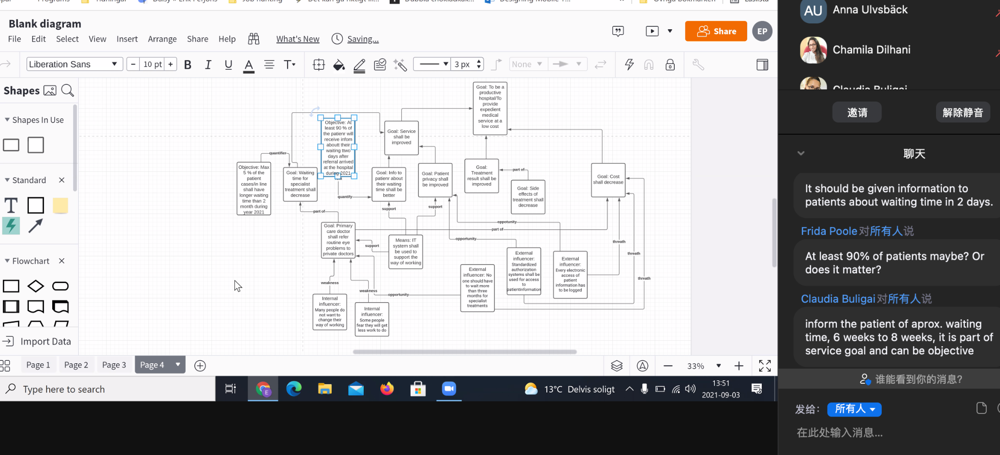 Blank diagram
File Edit Select View Insert Arrange Share Help What's New Saving...
Share
EP
Liberation Sans
− 10 pt +
B I U A T
3 px
None
Shapes
Shapes In Use
Standard
T
Flowchart
Import Data
Goal: To be a
productive
hospital/To
provide
expedient
medical
service at a
low cost
Objective: At
least 90 % of
the patienr will
receive infom
aboutt their
waiting ttwo
days after
referral arrived
at the hospital
during 2021
Text
Goal: Service
shall be
improved
quantifier
Objective: Max
5 % of the
patient
cases/in line
shall have
longer waiting
time than 2
month during
year 2021
Goal: Waiting
time for
specialist
treatment shall
decrease
quantify
Goal: Info to
patienr about
their waiting
time shall be
better
Goal: Patient
privacy shall
be improved
Goal:
Treatment
result shall be
improved
part of
Goal: Side
effects of
treatment shall
decrease
Goal: Cost
shall decrease
support
support
part of
Goal: Primary
care doctor
shall refer
routine eye
problems to
private doctors
oppotunity
part of
opportunity
support
Means: IT
system shall
be used to
support the
way of working
threath
threath
threath
External
influencer:
Standardized
authorization
systems shall be
used for access
to
patientinformation
External
influencer:
Every electronic
access of
patient
information has
to be logged
External
influencer: No
one should have
to wait more
than three
months for
specialist
treatments
weakness
weakness
opportunity
Internal
influencer:
Many people do
not want to
change their
way of working
Internal
influencer:
Some people
fear they will get
less work to do
Page 1 Page 2 Page 3 Page 4
33%
Type here to search
E
13°C Delvis soligt
13:51
2021-09-03
AU Anna Ulvsbäck
Chamila Dilhani
Claudia Buligai
邀请 解除静音
聊天
It should be given information to
patients about waiting time in 2 days.
Frida Poole对所有人说
At least 90% of patients maybe? Or
does it matter?
Claudia Buligai对所有人说
inform the patient of aprox. waiting
time, 6 weeks to 8 weeks, it is part of
service goal and can be objective
谁能看到你的消息?
发给: 所有人
在此处输入消息...